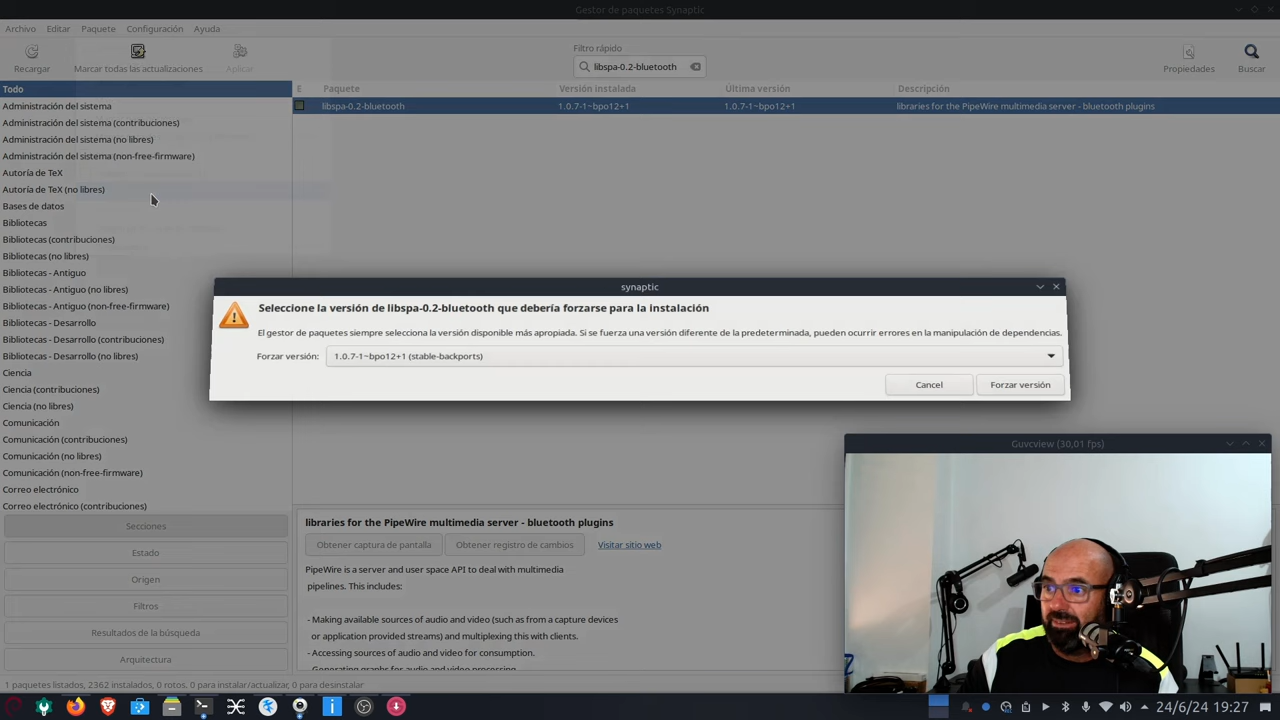 Gestor de paquetes Synaptic
Archivo Editar Paquete Configuración Ayuda
Recargar Marcar todas las actualizaciones Aplicar
Filtro rápido
libspa-0.2-bluetooth
Propiedades Buscar
Todo
Administración del sistema
Administración del sistema (contribuciones)
Administración del sistema (no libres)
Administración del sistema (non-free-firmware)
Autoría de TeX
Autoría de TeX (no libres)
Bases de datos
Bibliotecas
Bibliotecas (contribuciones)
Bibliotecas (no libres)
Bibliotecas - Antiguo
Bibliotecas - Antiguo (no libres)
Bibliotecas - Antiguo (non-free-firmware)
Bibliotecas - Desarrollo
Bibliotecas - Desarrollo (contribuciones)
Bibliotecas - Desarrollo (no libres)
Ciencia
Ciencia (contribuciones)
Ciencia (no libres)
Comunicación
Comunicación (contribuciones)
Comunicación (no libres)
Comunicación (non-free-firmware)
Correo electrónico
Correo electrónico (contribuciones)
Secciones
Estado
Origen
Filtros
Resultados de la búsqueda
Arquitectura
E Paquete Versión instalada Última versión Descripción
libspa-0.2-bluetooth 1.0.7-1~bpo12+1 1.0.7-1~bpo12+1 libraries for the PipeWire multimedia server - bluetooth plugins
synaptic
Seleccione la versión de libspa-0.2-bluetooth que debería forzarse para la instalación
El gestor de paquetes siempre selecciona la versión disponible más apropiada. Si se fuerza una versión diferente de la predeterminada, pueden ocurrir errores en la manipulación de dependencias.
Forzar versión: 1.0.7-1~bpo12+1 (stable-backports)
Cancel Forzar versión
Guvcview (30,01 fps)
libraries for the PipeWire multimedia server - bluetooth plugins
Obtener captura de pantalla Obtener registro de cambios Visitar sitio web
PipeWire is a server and user space API to deal with multimedia
pipelines. This includes:
- Making available sources of audio and video (such as from a capture devices
or application provided streams) and multiplexing this with clients.
- Accessing sources of audio and video for consumption.
- Generating graphs for audio and video processing.
1 paquetes listados, 2362 instalados, 0 rotos. 0 para instalar/actualizar, 0 para desinstalar
24/6/24 19:27